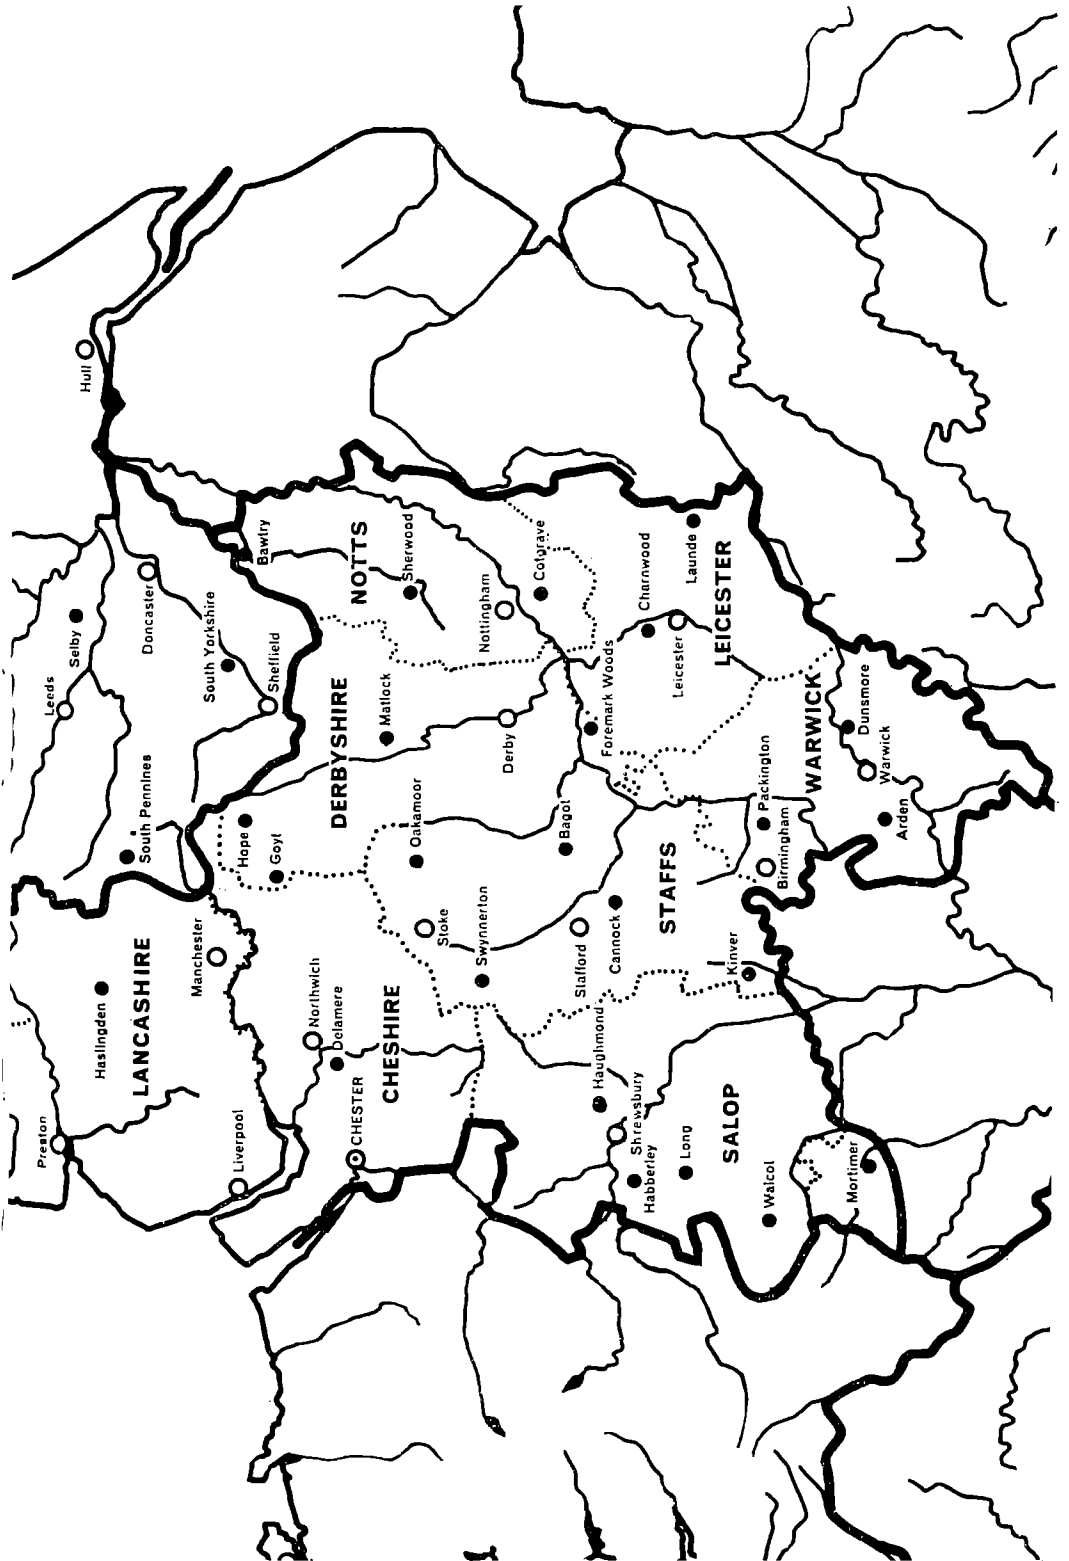 Preston
Leeds
Selby
Hull
Haslingden
LANCASHIRE
South Pennines
Doncaster
Manchester
South Yorkshire
Liverpool
Sheffield
Hope
Bawtry
Goyt
Northwich
Delamere
DERBYSHIRE
NOTTS
CHESTER
Matlock
CHESHIRE
Oakamoor
Sherwood
Stoke
Swynnerton
Nottingham
Derby
Cotgrave
Bagot
Stafford
Haughmond
Cannock
Foremark Woods
Shrewsbury
Charnwood
Habberley
STAFFS
Leicester
Long
Launde
SALOP
LEICESTER
Kinver
Walcot
Packington
Birmingham
WARWICK
Mortimer
Dunsmore
Warwick
Arden